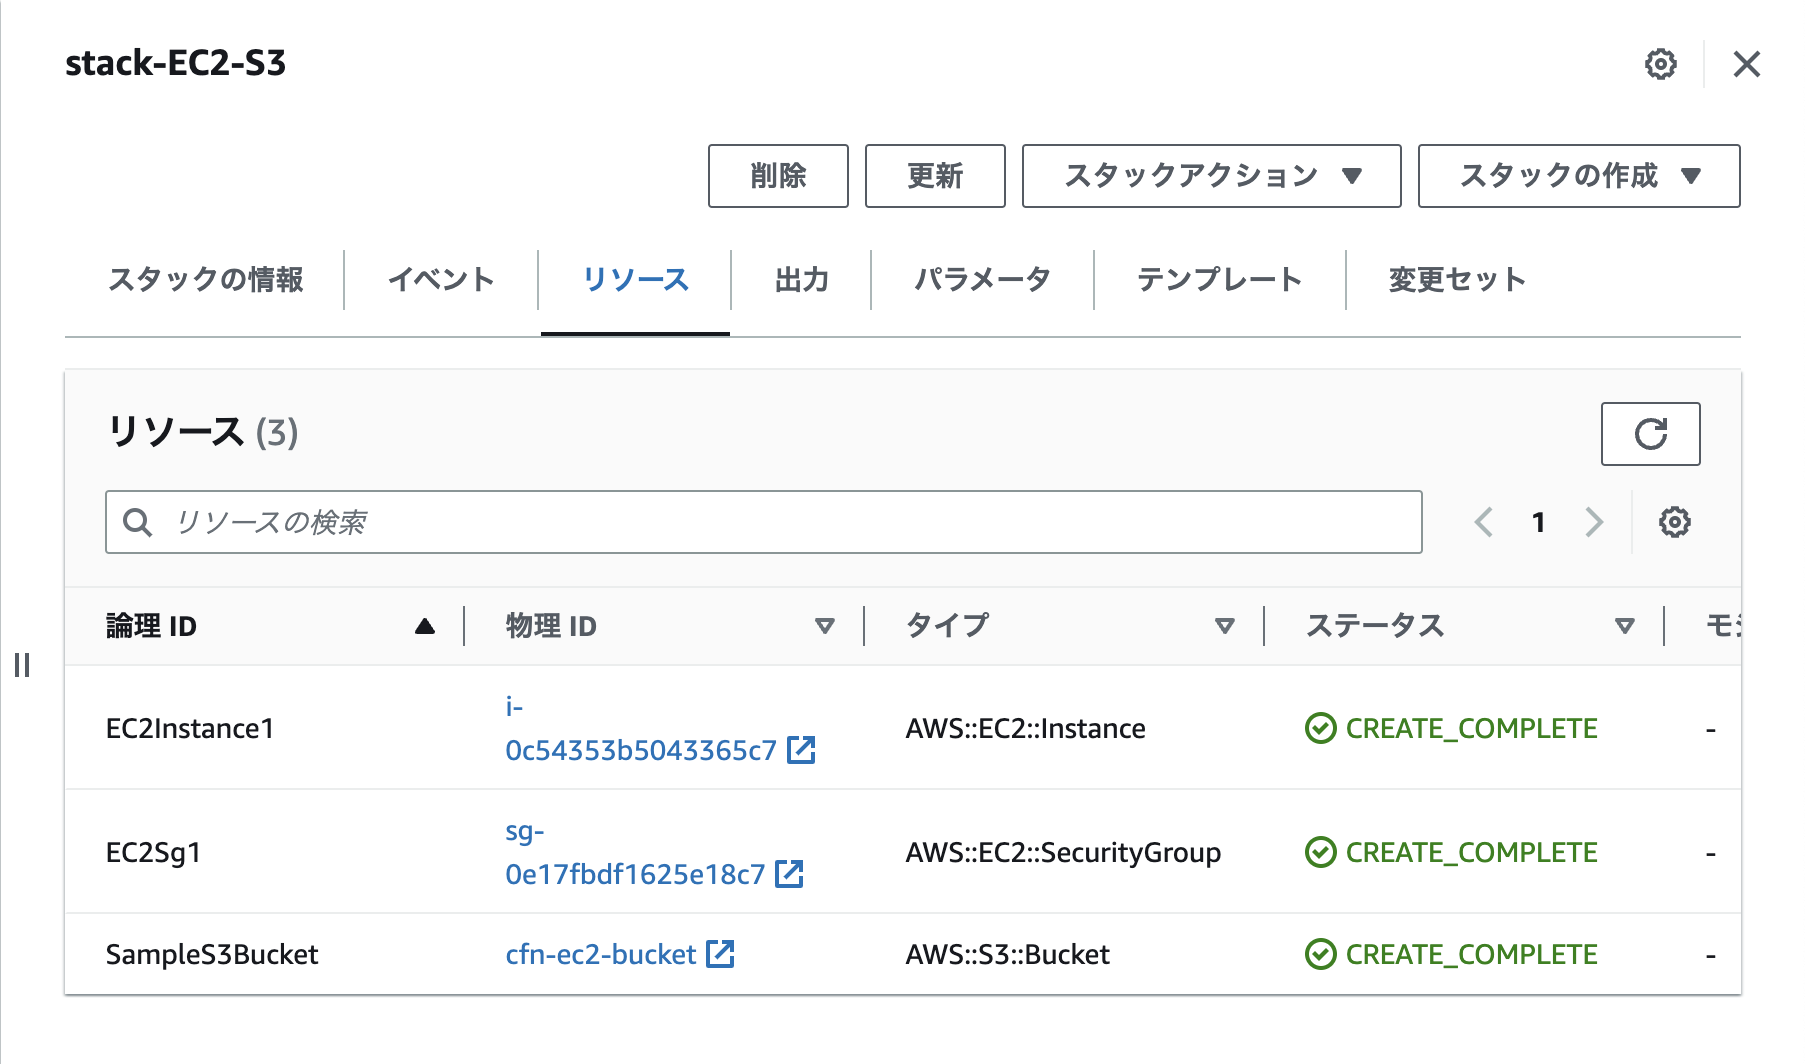 stack-EC2-S3
削除 更新 スタックアクション スタックの作成
スタックの情報 イベント リソース 出力 パラメータ テンプレート 変更セット
リソース (3)
リソースの検索 1
論理 ID 物理 ID タイプ ステータス モ
i-
EC2Instance1 0c54353b5043365c7 AWS::EC2::Instance CREATE_COMPLETE -
sg-
EC2Sg1 0e17fbdf1625e18c7 AWS::EC2::SecurityGroup CREATE_COMPLETE -
SampleS3Bucket cfn-ec2-bucket AWS::S3::Bucket CREATE_COMPLETE -